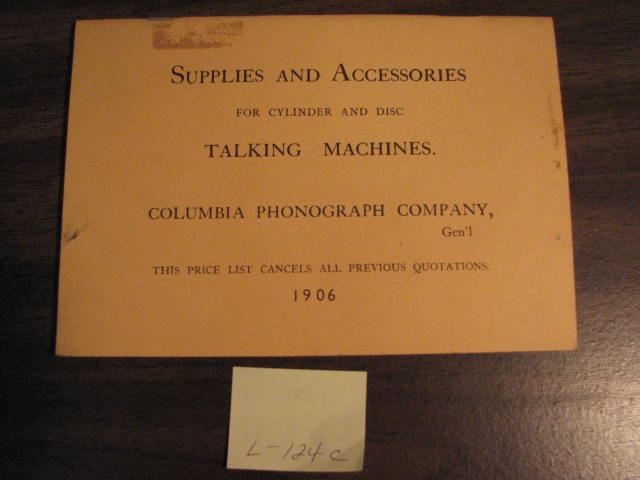 SUPPLIES AND ACCESSORIES
FOR CYLINDER AND DISC
TALKING MACHINES.
COLUMBIA PHONOGRAPH COMPANY,
Gen'l
THIS PRICE LIST CANCELS ALL PREVIOUS QUOTATIONS.
1906
L-124c